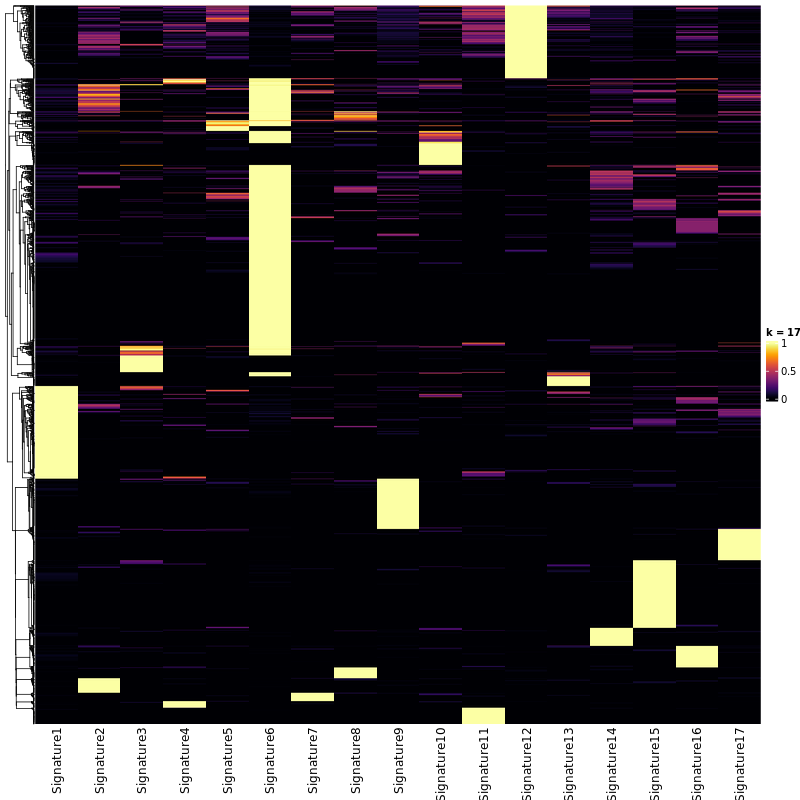 k = 17
1
0.5
0
Signature1
Signature2
Signature3
Signature4
Signature5
Signature6
Signature7
Signature8
Signature9
Signature10
Signature11
Signature12
Signature13
Signature14
Signature15
Signature16
Signature17